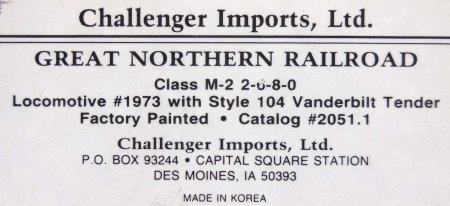 Challenger Imports, Ltd.
GREAT NORTHERN RAILROAD
Class M-2 2-6-8-0
Locomotive #1973 with Style 104 Vanderbilt Tender
Factory Painted • Catalog #2051.1
Challenger Imports, Ltd.
P.O. BOX 93244 • CAPITAL SQUARE STATION
DES MOINES, IA 50393
MADE IN KOREA